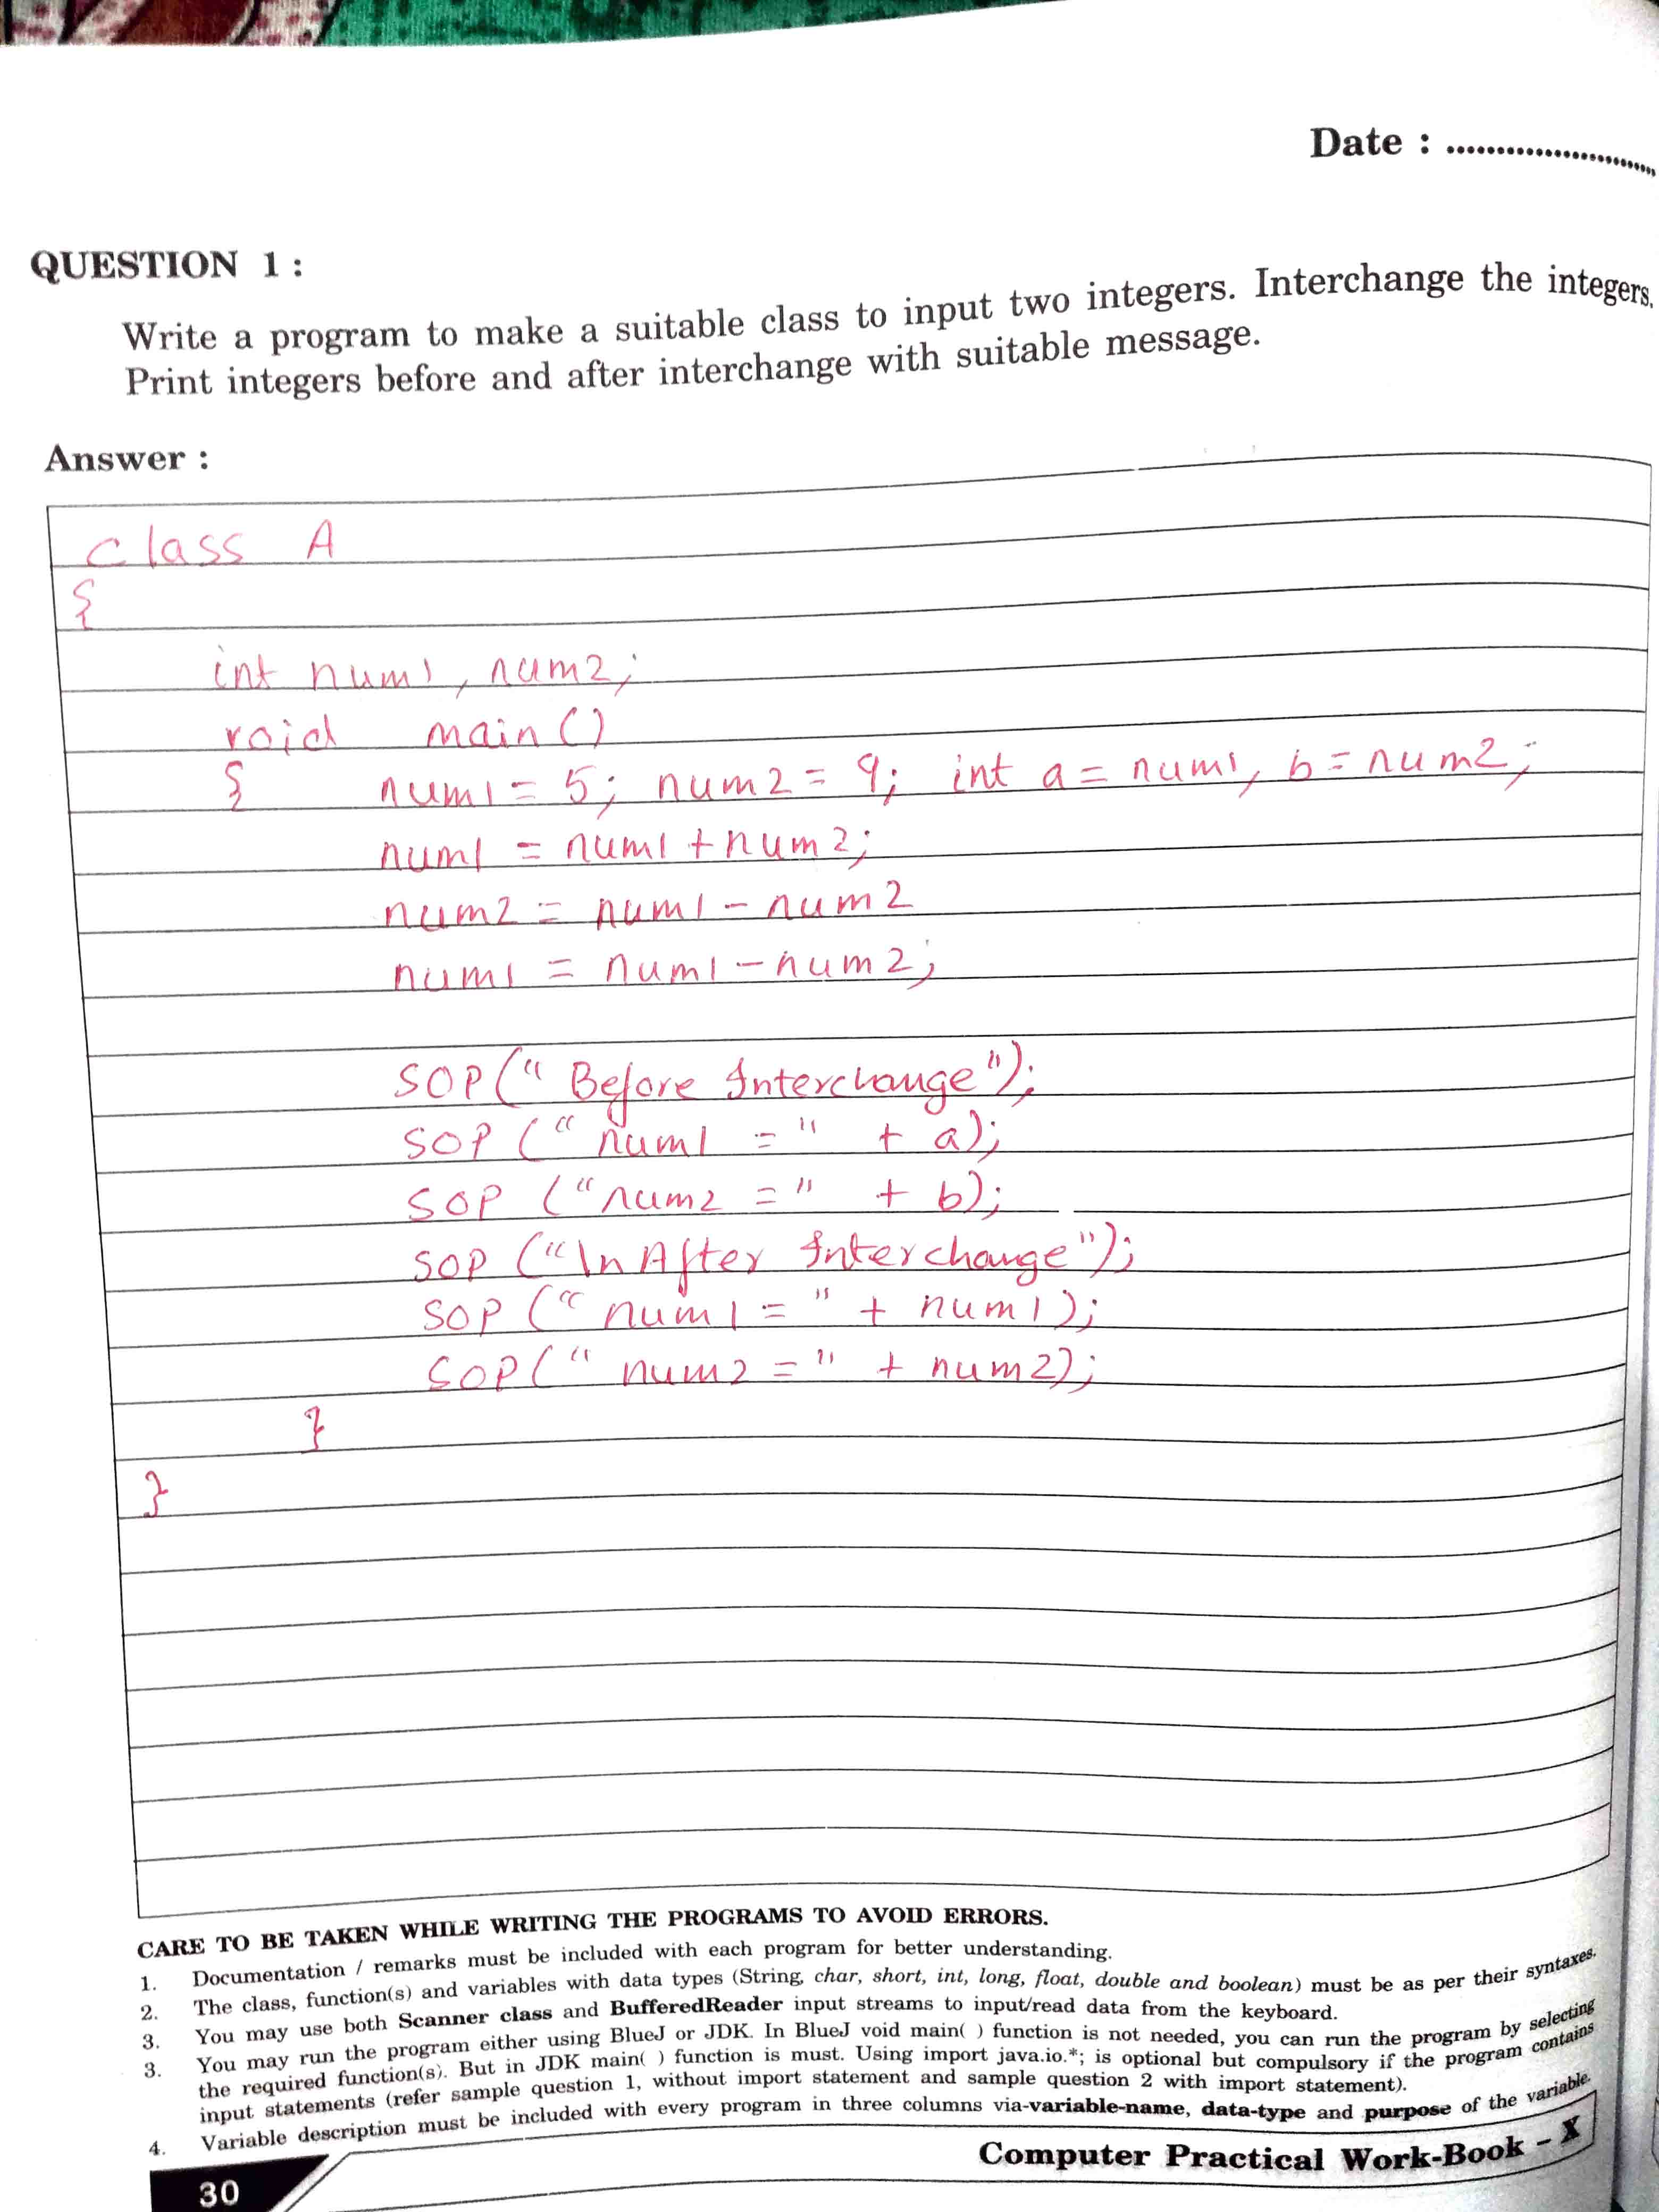 Date : ........................
QUESTION 1 :
Write a program to make a suitable class to input two integers. Interchange the integers.
Print integers before and after interchange with suitable message.
Answer :
class A
{
int num1, num2;
void main()
{ num1 = 5; num2 = 9; int a = num1, b = num2;
num1 = num1 + num2;
num2 = num1 - num2
num1 = num1 - num2;
SOP(" Before Interchange");
SOP (" num1 = " + a);
SOP ("num2 = " + b);
SOP ("\n After Interchange");
SOP (" num1 = " + num1);
SOP(" num2 = " + num2);
}
}
CARE TO BE TAKEN WHILE WRITING THE PROGRAMS TO AVOID ERRORS.
1. Documentation / remarks must be included with each program for better understanding.
2. The class, function(s) and variables with data types (String, char, short, int, long, float, double and boolean) must be as per their syntaxes.
3. You may use both Scanner class and BufferedReader input streams to input/read data from the keyboard.
3. You may run the program either using BlueJ or JDK. In BlueJ void main( ) function is not needed, you can run the program by selecting
the required function(s). But in JDK main( ) function is must. Using import java.io.*; is optional but compulsory if the program contains
input statements (refer sample question 1, without import statement and sample question 2 with import statement).
4. Variable description must be included with every program in three columns via-variable-name, data-type and purpose of the variable.
Computer Practical Work-Book - X
30